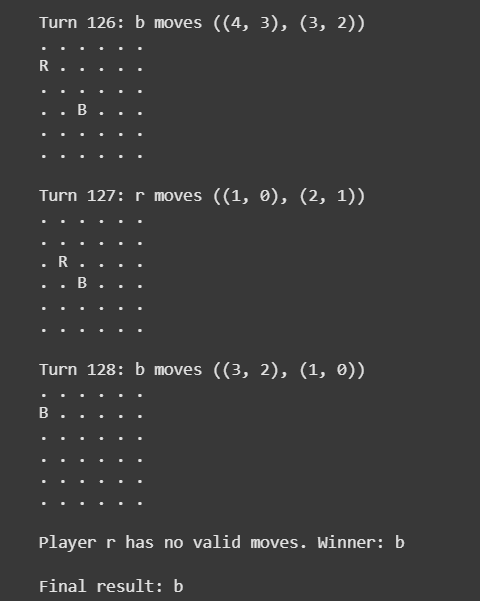 Turn 126: b moves ((4, 3), (3, 2))
. . . . . .
R . . . . .
. . . . . .
. . B . . .
. . . . . .
. . . . . .
Turn 127: r moves ((1, 0), (2, 1))
. . . . . .
. . . . . .
. R . . . .
. . B . . .
. . . . . .
. . . . . .
Turn 128: b moves ((3, 2), (1, 0))
. . . . . .
B . . . . .
. . . . . .
. . . . . .
. . . . . .
. . . . . .
Player r has no valid moves. Winner: b
Final result: b